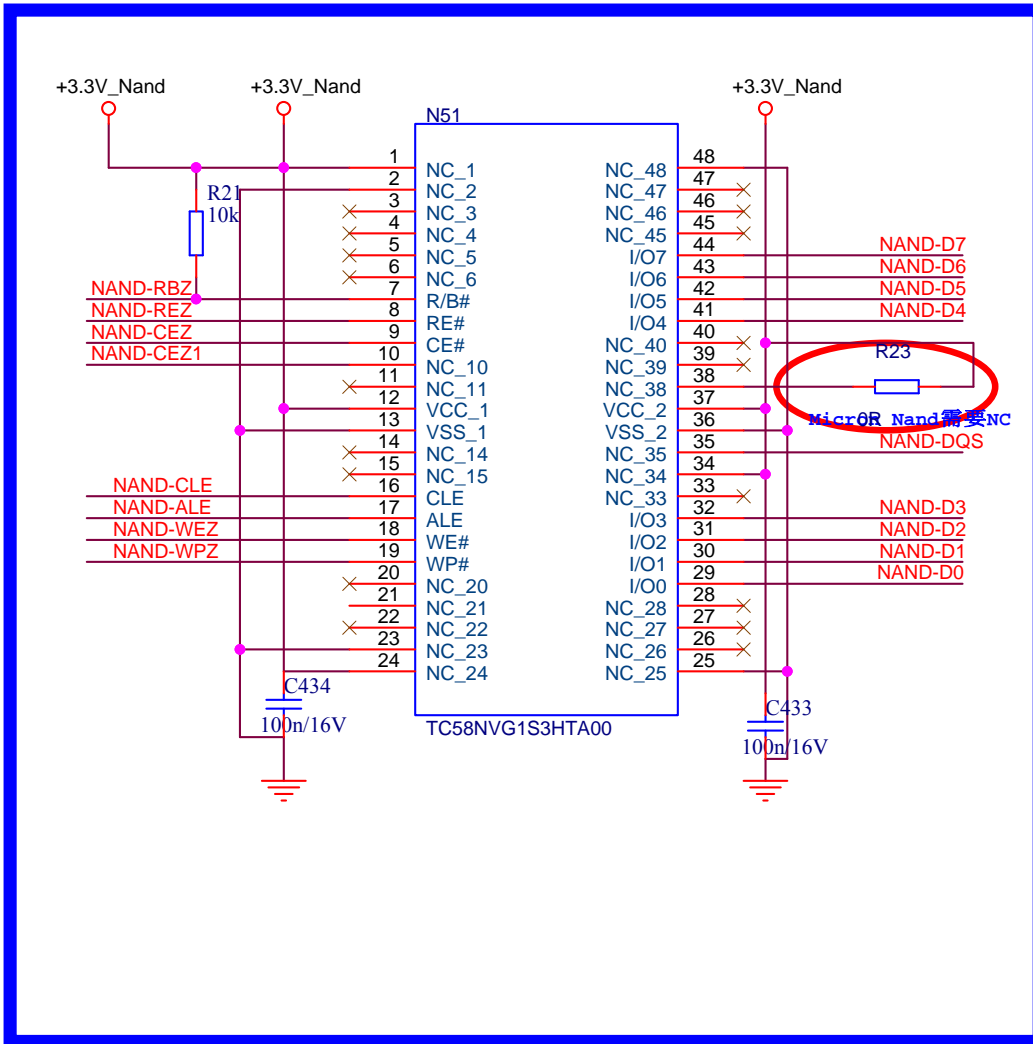 +3.3V_Nand
+3.3V_Nand
+3.3V_Nand
N51
R21
10k
NAND-RBZ
NAND-REZ
NAND-CEZ
NAND-CEZ1
NAND-CLE
NAND-ALE
NAND-WEZ
NAND-WPZ
1 NC_1
2 NC_2
3 NC_3
4 NC_4
5 NC_5
6 NC_6
7 R/B#
8 RE#
9 CE#
10 NC_10
11 NC_11
12 VCC_1
13 VSS_1
14 NC_14
15 NC_15
16 CLE
17 ALE
18 WE#
19 WP#
20 NC_20
21 NC_21
22 NC_22
23 NC_23
24 NC_24
NC_48 48
NC_47 47
NC_46 46
NC_45 45
I/O7 44
I/O6 43
I/O5 42
I/O4 41
NC_40 40
NC_39 39
NC_38 38
VCC_2 37
VSS_2 36
NC_35 35
NC_34 34
NC_33 33
I/O3 32
I/O2 31
I/O1 30
I/O0 29
NC_28 28
NC_27 27
NC_26 26
NC_25 25
NAND-D7
NAND-D6
NAND-D5
NAND-D4
R23
0R
Micron Nand需要NC
NAND-DQS
NAND-D3
NAND-D2
NAND-D1
NAND-D0
C434
100n/16V
TC58NVG1S3HTA00
C433
100n/16V